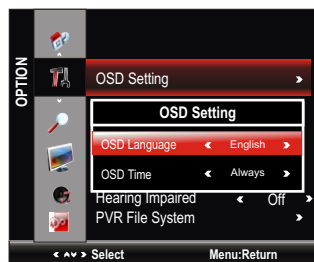 OPTION
OSD Setting
OSD Setting
OSD Language English
OSD Time Always
Hearing Impaired Off
PVR File System
Select Menu:Return